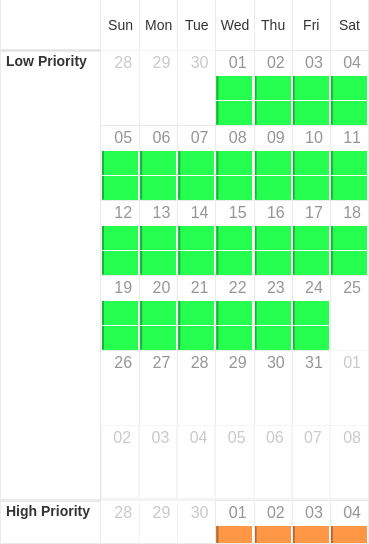 Sun Mon Tue Wed Thu Fri Sat
Low Priority 28 29 30 01 02 03 04
05 06 07 08 09 10 11
12 13 14 15 16 17 18
19 20 21 22 23 24 25
26 27 28 29 30 31 01
02 03 04 05 06 07 08
High Priority 28 29 30 01 02 03 04